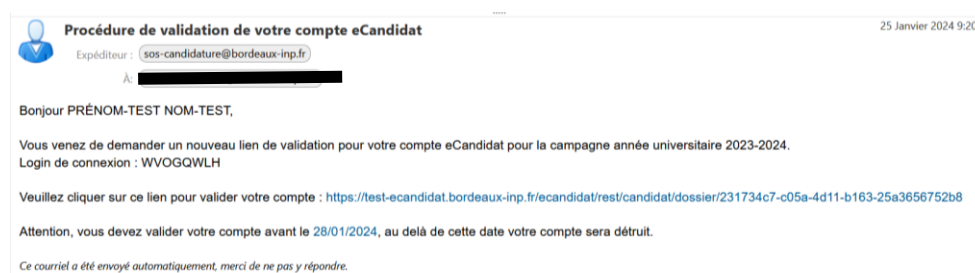 Procédure de validation de votre compte eCandidat
25 Janvier 2024 9:20
Expéditeur : sos-candidature@bordeaux-inp.fr
À:
Bonjour PRÉNOM-TEST NOM-TEST,
Vous venez de demander un nouveau lien de validation pour votre compte eCandidat pour la campagne année universitaire 2023-2024.
Login de connexion : WVOGQWLH
Veuillez cliquer sur ce lien pour valider votre compte : https://test-ecandidat.bordeaux-inp.fr/ecandidat/rest/candidat/dossier/231734c7-c05a-4d11-b163-25a3656752b8
Attention, vous devez valider votre compte avant le 28/01/2024, au delà de cette date votre compte sera détruit.
Ce courriel a été envoyé automatiquement, merci de ne pas y répondre.